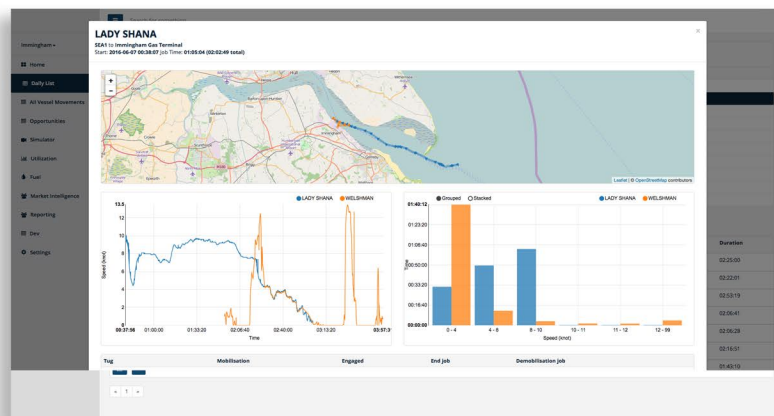 LADY SHANA
×
SEA1 to Immingham Gas Terminal
Start: 2016-06-07 00:38:07 Job Time: 01:05:04 (02:02:49 total)
Immingham
Home
Daily List
All Vessel Movements
Opportunities
Simulator
Utilization
Fuel
Market Intelligence
Reporting
Dev
Settings
+
−
Immingham
Grimsby
Leaflet | © OpenStreetMap contributors
LADY SHANA WELSHMAN
13.5
12
10
8
6
4
2
0
Speed (knot)
00:37:56 01:00:00 01:33:20 02:06:40 02:40:00 03:13:20 03:57:3
Time
Grouped Stacked LADY SHANA WELSHMAN
01:40:12
01:23:20
01:06:40
00:50:00
00:33:20
00:16:40
00:00:00
Time
0 - 4 4 - 8 8 - 10 10 - 11 11 - 12 12 - 99
Speed (knot)
Tug Mobilisation Engaged End job Demobilisation Job
Duration
02:25:00
02:22:01
02:53:19
02:06:41
02:06:28
02:16:51
01:43:10
« 1 »